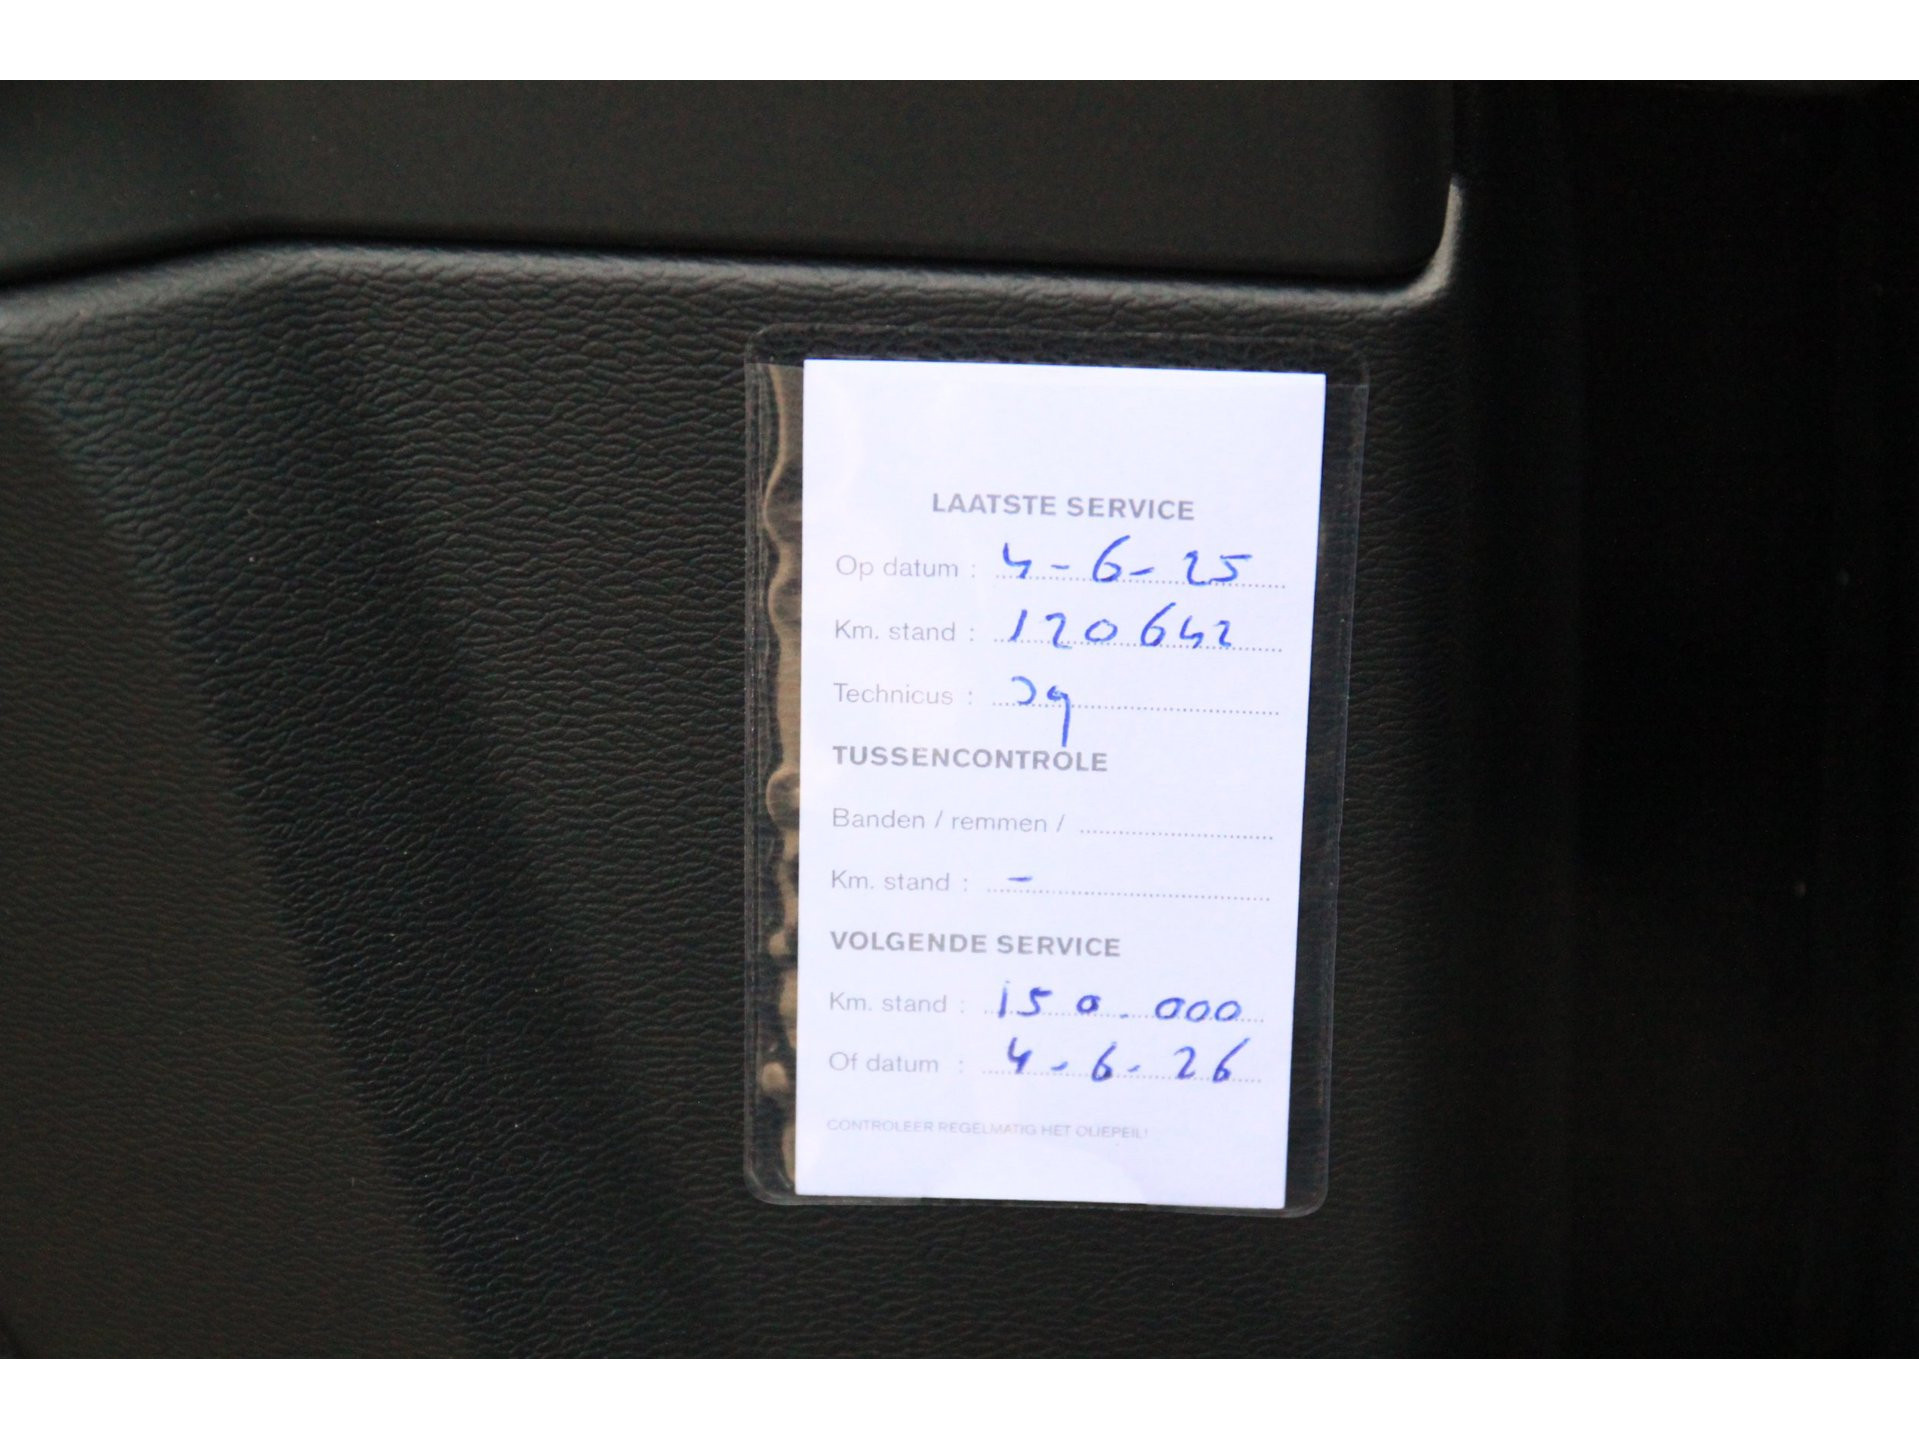 LAATSTE SERVICE
Op datum : 4-6-25
Km. stand : 120642
Technicus :
TUSSENCONTROLE
Banden / remmen /
Km. stand : -
VOLGENDE SERVICE
Km. stand : 150.000
Of datum : 4-6-26
CONTROLEER REGELMATIG HET OLIEPEIL!